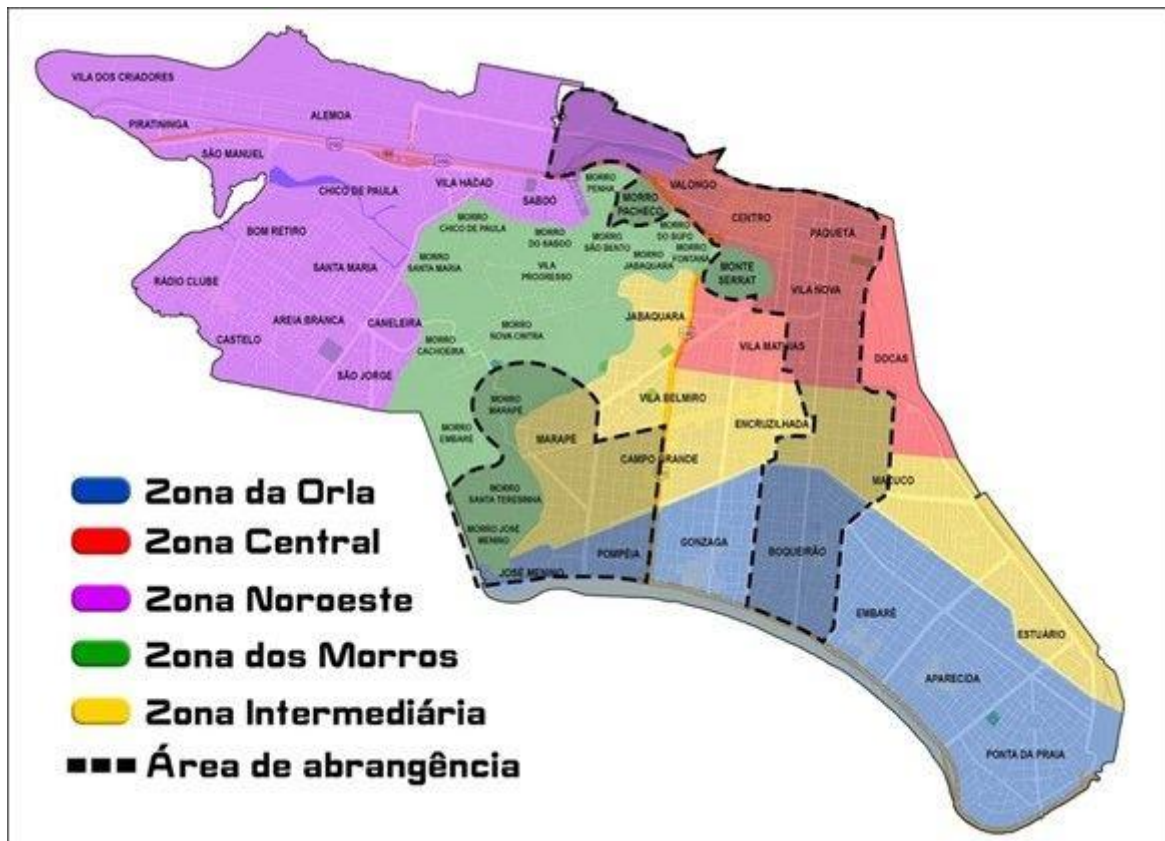 VILA DOS CRIADORES
ALEMOA
PIRATININGA
SÃO MANUEL
CHICO DE PAULA
VILA HADAD
SABOÓ
MORRO
PENHA
MORRO
PACHECO
VALONGO
CENTRO
PAQUETÁ
MORRO
CHICO DE PAULA
MORRO
DO SABOO
MORRO
SÃO BENTO
MORRO
DO BUFO
MORRO
FONTANA
MORRO
JABAQUARA
BOM RETIRO
SANTA MARIA
MORRO
SANTA MARIA
VILA
PROGRESSO
MONTE
SERRAT
VILA NOVA
RÁDIO CLUBE
AREIA BRANCA
CANELEIRA
CASTELO
SÃO JORGE
MORRO
NOVA CINTRA
MORRO
CACHOEIRA
JABAQUARA
VILA MATHIAS
DOCAS
MORRO
MARAPÉ
VILA BELMIRO
ENCRUZILHADA
MORRO
EMBARÉ
MARAPÉ
CAMPO GRANDE
MACUCO
MORRO
SANTA TERESINHA
MORRO JOSÉ
MENINO
JOSÉ MENINO
POMPÉIA
GONZAGA
BOQUEIRÃO
EMBARÉ
ESTUÁRIO
APARECIDA
PONTA DA PRAIA
Zona da Orla
Zona Central
Zona Noroeste
Zona dos Morros
Zona Intermediária
Área de abrangência